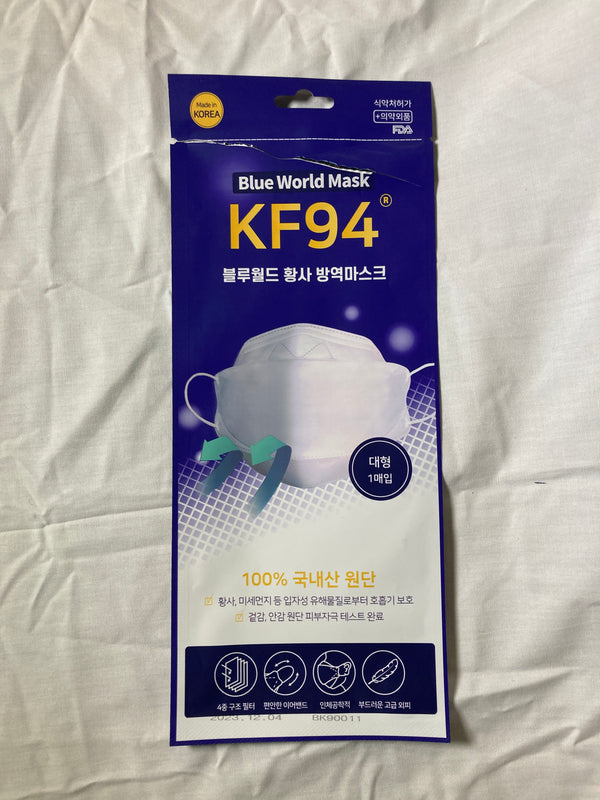 Made in
KOREA
식약처허가
+의약외품
FDA
Blue World Mask
KF94®
블루월드 황사 방역마스크
대형
1매입
100% 국내산 원단
황사, 미세먼지 등 입자성 유해물질로부터 호흡기 보호
겉감, 안감 원단 피부자극 테스트 완료
4중 구조 필터 편안한 이어밴드 인체공학적 부드러운 고급 외피
2023.12.04 BK90011